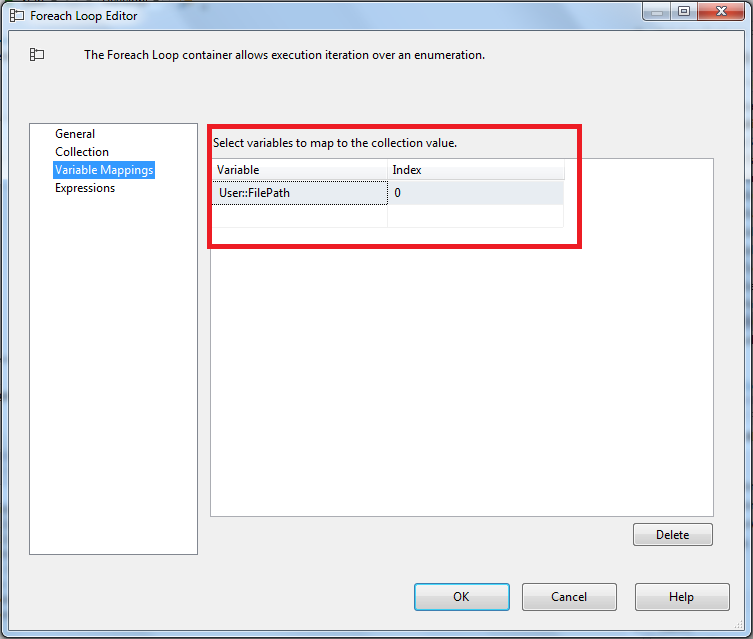 Foreach Loop Editor
The Foreach Loop container allows execution iteration over an enumeration.
General
Collection
Variable Mappings
Expressions
Select variables to map to the collection value.
Variable Index
User::FilePath 0
Delete
OK Cancel Help